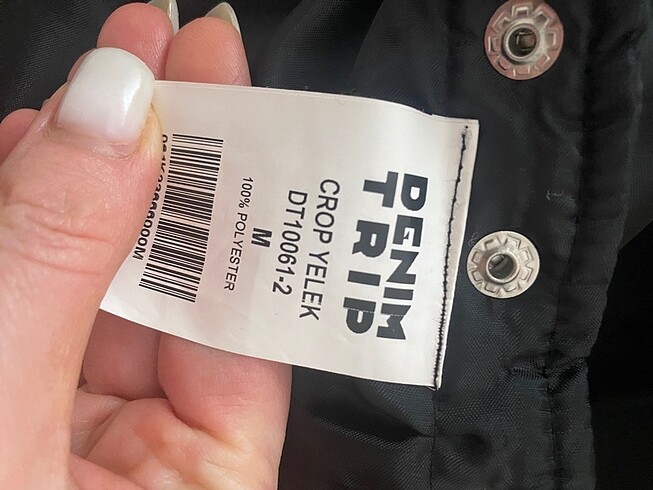 DENIM
TRIP
CROP YELEK
DT10061-2
M
100% POLYESTER